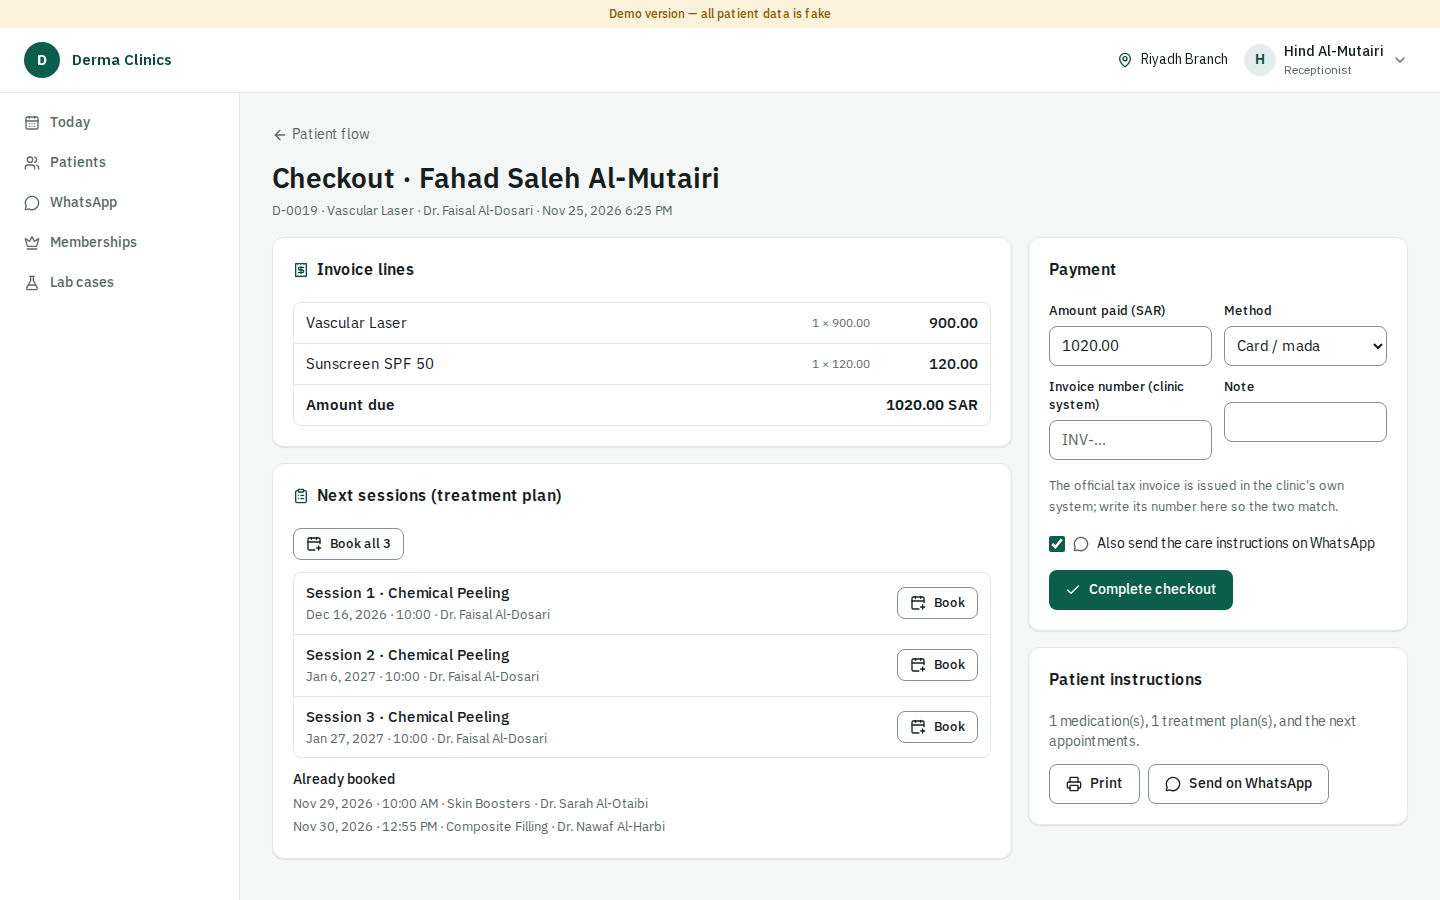 Demo version — all patient data is fake
D
Derma Clinics
Riyadh Branch
H
Hind Al-Mutairi
Receptionist
Today
Patients
WhatsApp
Memberships
Lab cases
Patient flow
Checkout · Fahad Saleh Al-Mutairi
D-0019 · Vascular Laser · Dr. Faisal Al-Dosari · Nov 25, 2026 6:25 PM
Invoice lines
Vascular Laser 1 × 900.00 900.00
Sunscreen SPF 50 1 × 120.00 120.00
Amount due 1020.00 SAR
Next sessions (treatment plan)
Book all 3
Session 1 · Chemical Peeling
Dec 16, 2026 · 10:00 · Dr. Faisal Al-Dosari
Book
Session 2 · Chemical Peeling
Jan 6, 2027 · 10:00 · Dr. Faisal Al-Dosari
Book
Session 3 · Chemical Peeling
Jan 27, 2027 · 10:00 · Dr. Faisal Al-Dosari
Book
Already booked
Nov 29, 2026 · 10:00 AM · Skin Boosters · Dr. Sarah Al-Otaibi
Nov 30, 2026 · 12:55 PM · Composite Filling · Dr. Nawaf Al-Harbi
Payment
Amount paid (SAR)
1020.00
Method
Card / mada
Invoice number (clinic
system)
INV-...
Note
The official tax invoice is issued in the clinic's own
system; write its number here so the two match.
Also send the care instructions on WhatsApp
Complete checkout
Patient instructions
1 medication(s), 1 treatment plan(s), and the next
appointments.
Print
Send on WhatsApp